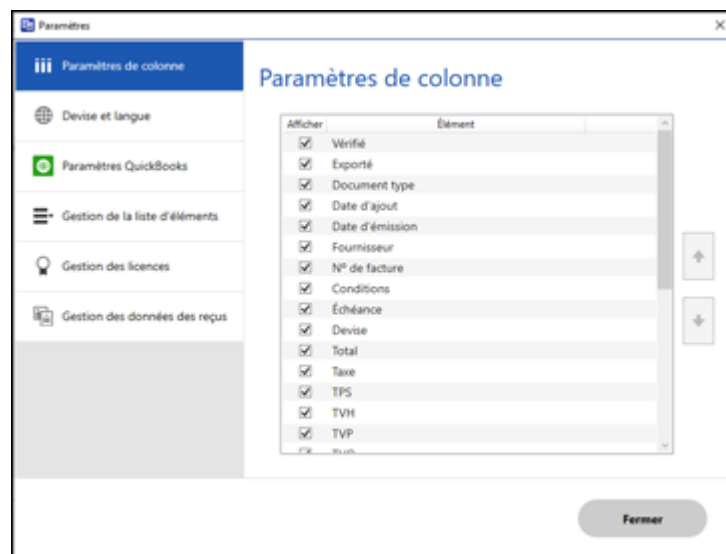 Paramètres
Paramètres de colonne
Devise et langue
Paramètres QuickBooks
Gestion de la liste d'éléments
Gestion des licences
Gestion des données des reçus
Paramètres de colonne
Afficher Élément
Vérifié
Exporté
Document type
Date d'ajout
Date d'émission
Fournisseur
Nº de facture
Conditions
Échéance
Devise
Total
Taxe
TPS
TVH
TVP
Fermer